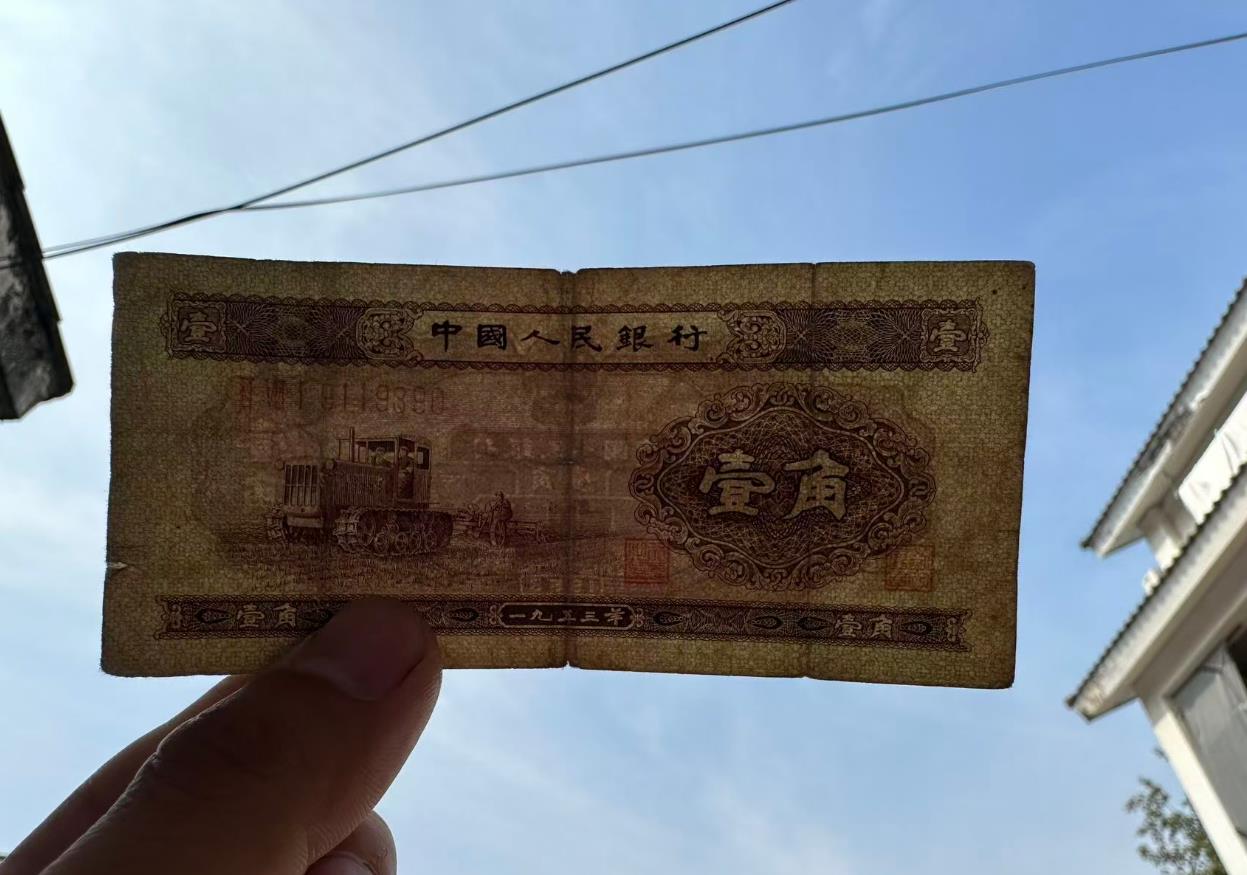 壹 中國人民銀行 壹
9119390
壹角
壹角 一九五三年 壹角